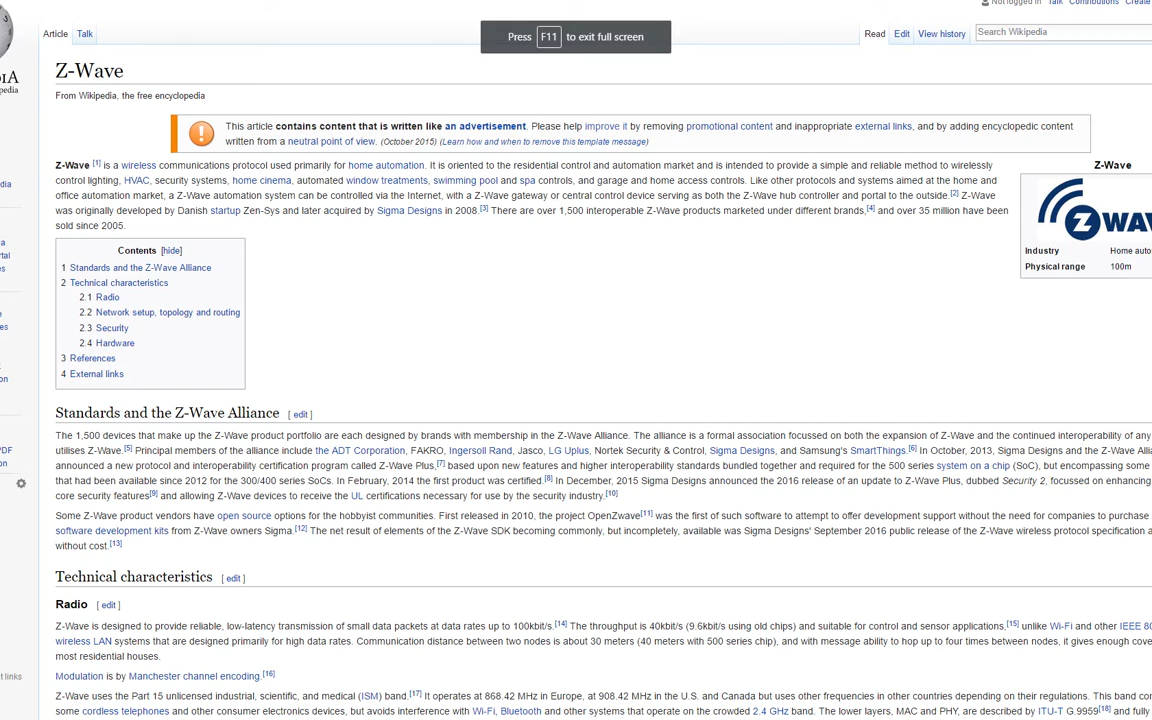 Not logged in Talk Contributions Create
Article Talk
Press F11 to exit full screen
Read Edit View history
Search Wikipedia
Z-Wave
From Wikipedia, the free encyclopedia
This article contains content that is written like an advertisement. Please help improve it by removing promotional content and inappropriate external links, and by adding encyclopedic content
written from a neutral point of view. (October 2015) (Learn how and when to remove this template message)
Z-Wave [1] is a wireless communications protocol used primarily for home automation. It is oriented to the residential control and automation market and is intended to provide a simple and reliable method to wirelessly
control lighting, HVAC, security systems, home cinema, automated window treatments, swimming pool and spa controls, and garage and home access controls. Like other protocols and systems aimed at the home and
office automation market, a Z-Wave automation system can be controlled via the Internet, with a Z-Wave gateway or central control device serving as both the Z-Wave hub controller and portal to the outside.[2] Z-Wave
was originally developed by Danish startup Zen-Sys and later acquired by Sigma Designs in 2008.[3] There are over 1,500 interoperable Z-Wave products marketed under different brands,[4] and over 35 million have been
sold since 2005.
Z-Wave
Z WAV
Industry Home auto
Physical range 100m
Contents [hide]
1 Standards and the Z-Wave Alliance
2 Technical characteristics
2.1 Radio
2.2 Network setup, topology and routing
2.3 Security
2.4 Hardware
3 References
4 External links
Standards and the Z-Wave Alliance [ edit ]
The 1,500 devices that make up the Z-Wave product portfolio are each designed by brands with membership in the Z-Wave Alliance. The alliance is a formal association focussed on both the expansion of Z-Wave and the continued interoperability of any
utilises Z-Wave.[5] Principal members of the alliance include the ADT Corporation, FAKRO, Ingersoll Rand, Jasco, LG Uplus, Nortek Security & Control, Sigma Designs, and Samsung's SmartThings.[6] In October, 2013, Sigma Designs and the Z-Wave Alli
announced a new protocol and interoperability certification program called Z-Wave Plus,[7] based upon new features and higher interoperability standards bundled together and required for the 500 series system on a chip (SoC), but encompassing some
that had been available since 2012 for the 300/400 series SoCs. In February, 2014 the first product was certified.[8] In December, 2015 Sigma Designs announced the 2016 release of an update to Z-Wave Plus, dubbed Security 2, focussed on enhancing
core security features[9] and allowing Z-Wave devices to receive the UL certifications necessary for use by the security industry.[10]
Some Z-Wave product vendors have open source options for the hobbyist communities. First released in 2010, the project OpenZwave[11] was the first of such software to attempt to offer development support without the need for companies to purchase
software development kits from Z-Wave owners Sigma.[12] The net result of elements of the Z-Wave SDK becoming commonly, but incompletely, available was Sigma Designs' September 2016 public release of the Z-Wave wireless protocol specification a
without cost.[13]
Technical characteristics [ edit ]
Radio [ edit ]
Z-Wave is designed to provide reliable, low-latency transmission of small data packets at data rates up to 100kbit/s.[14] The throughput is 40kbit/s (9.6kbit/s using old chips) and suitable for control and sensor applications,[15] unlike Wi-Fi and other IEEE 80
wireless LAN systems that are designed primarily for high data rates. Communication distance between two nodes is about 30 meters (40 meters with 500 series chip), and with message ability to hop up to four times between nodes, it gives enough cove
most residential houses.
Modulation is by Manchester channel encoding.[16]
Z-Wave uses the Part 15 unlicensed industrial, scientific, and medical (ISM) band.[17] It operates at 868.42 MHz in Europe, at 908.42 MHz in the U.S. and Canada but uses other frequencies in other countries depending on their regulations. This band co
some cordless telephones and other consumer electronics devices, but avoids interference with Wi-Fi, Bluetooth and other systems that operate on the crowded 2.4 GHz band. The lower layers, MAC and PHY, are described by ITU-T G.9959[18] and fully